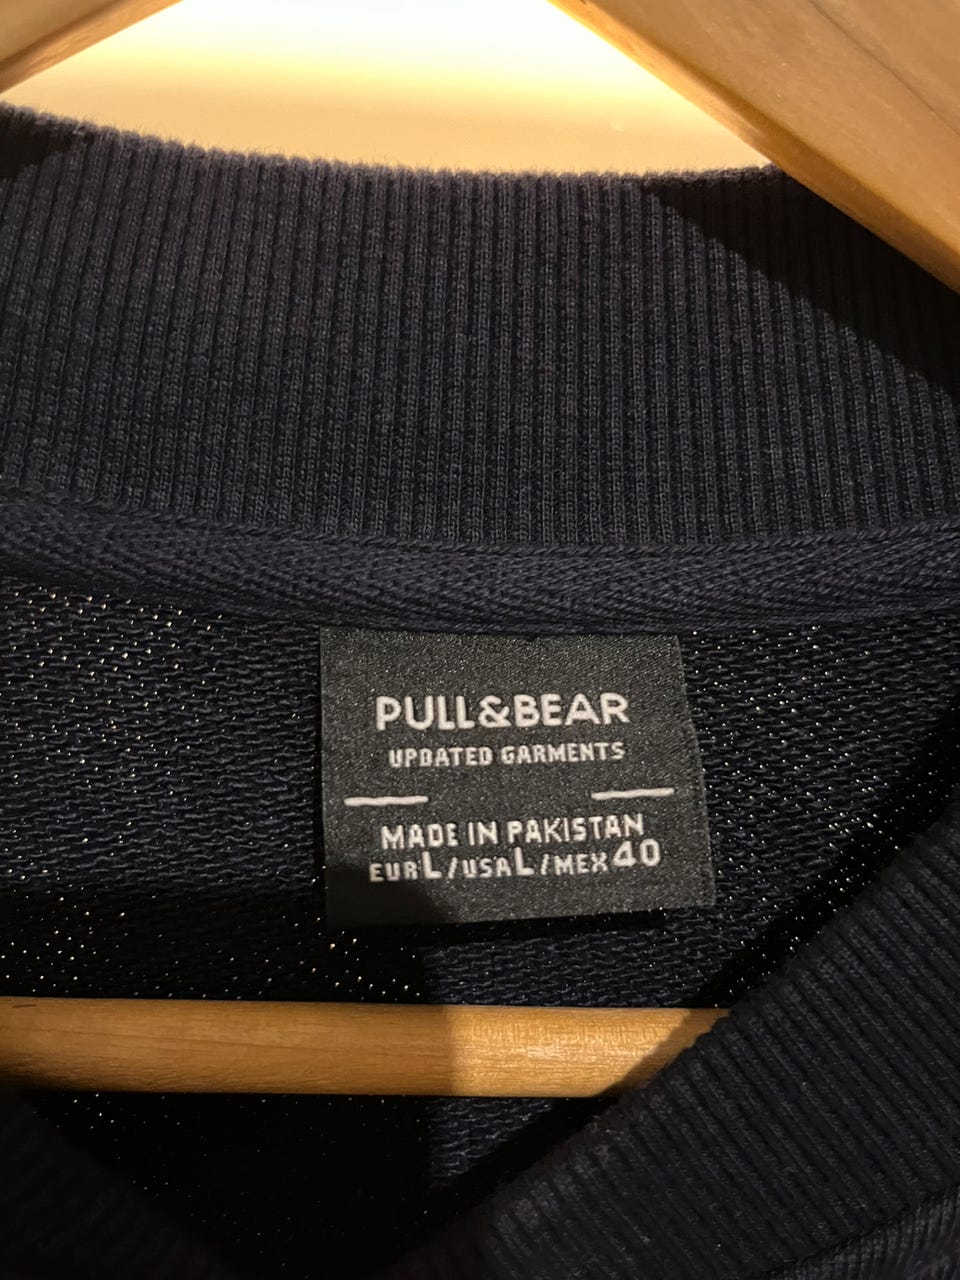 PULL&BEAR
UPDATED GARMENTS
MADE IN PAKISTAN
EUR L / USA L / MEX 40